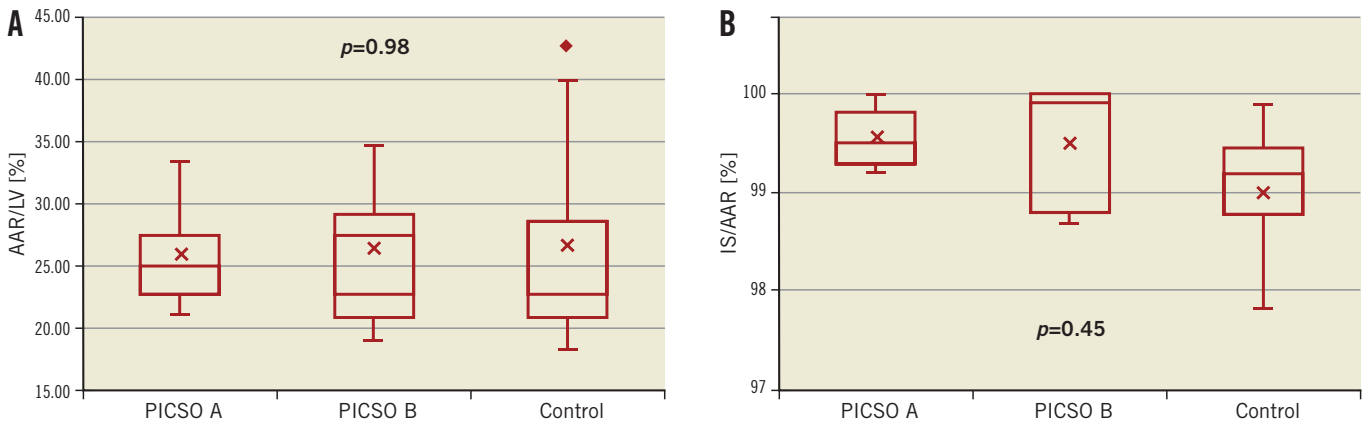 A
AAR/LV [%]
45.00
40.00
35.00
30.00
25.00
20.00
15.00
p=0.98
PICSO A PICSO B Control
B
IS/AAR [%]
100
99
98
97
p=0.45
PICSO A PICSO B Control